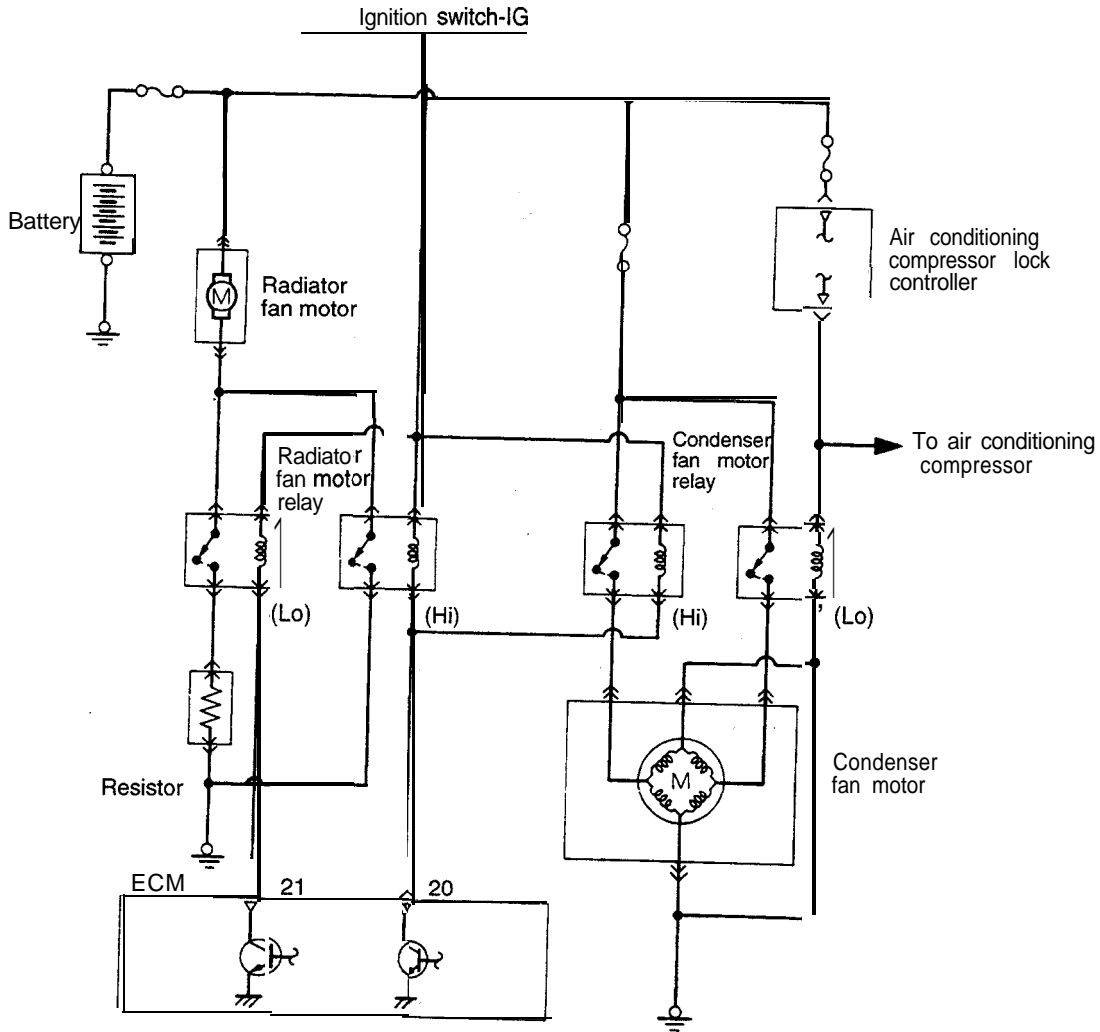 Ignition switch-IG
Battery
Radiator
fan motor
Air conditioning
compressor lock
controller
Radiator
fan motor
relay
Condenser
fan motor
relay
To air conditioning
compressor
(Lo)
(Hi)
(Hi)
(Lo)
Resistor
M
M
Condenser
fan motor
ECM
21
20